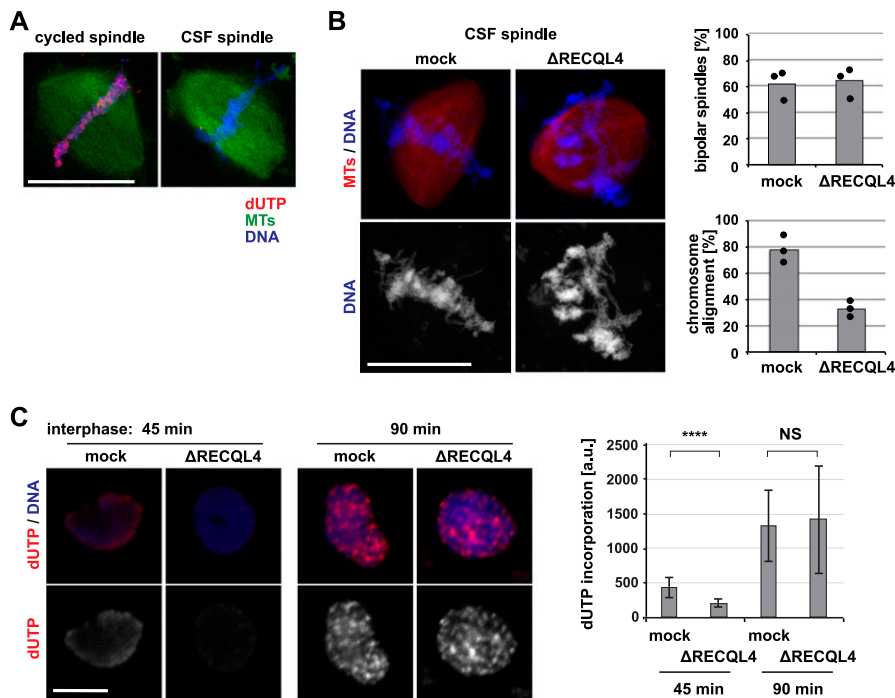 A
cycled spindle CSF spindle
dUTP
MTs
DNA
B
CSF spindle
mock ΔRECQL4
MTs / DNA
DNA
bipolar spindles [%]
100
80
60
40
20
0
mock ΔRECQL4
chromosome
alignment [%]
100
80
60
40
20
0
mock ΔRECQL4
C
interphase: 45 min 90 min
mock ΔRECQL4 mock ΔRECQL4
dUTP / DNA
dUTP
dUTP incorporation [a.u.]
2500
2000
1500
1000
500
0
**** NS
mock mock
ΔRECQL4 ΔRECQL4
45 min 90 min